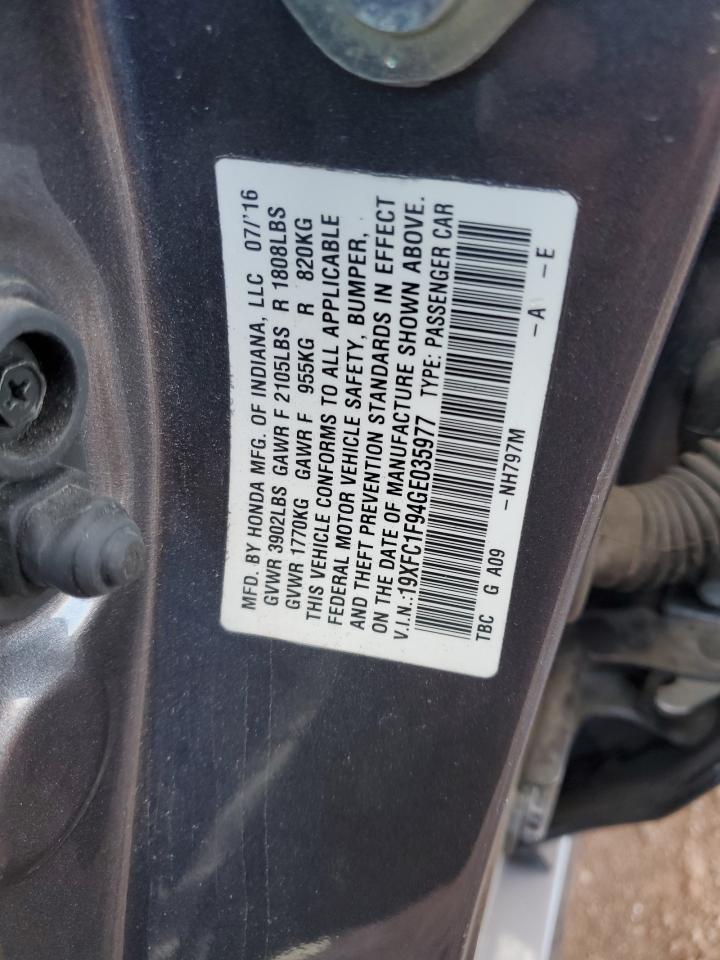 MFD. BY HONDA MFG. OF INDIANA, LLC 07/'16
GVWR 3902LBS GAWR F 2105LBS R 1808LBS
GVWR 1770KG GAWR F 955KG R 820KG
THIS VEHICLE CONFORMS TO ALL APPLICABLE
FEDERAL MOTOR VEHICLE SAFETY, BUMPER,
AND THEFT PREVENTION STANDARDS IN EFFECT
ON THE DATE OF MANUFACTURE SHOWN ABOVE.
V.I.N.:19XFC1F94GE035977 TYPE: PASSENGER CAR
TBC G A09 -NH797M -A -E